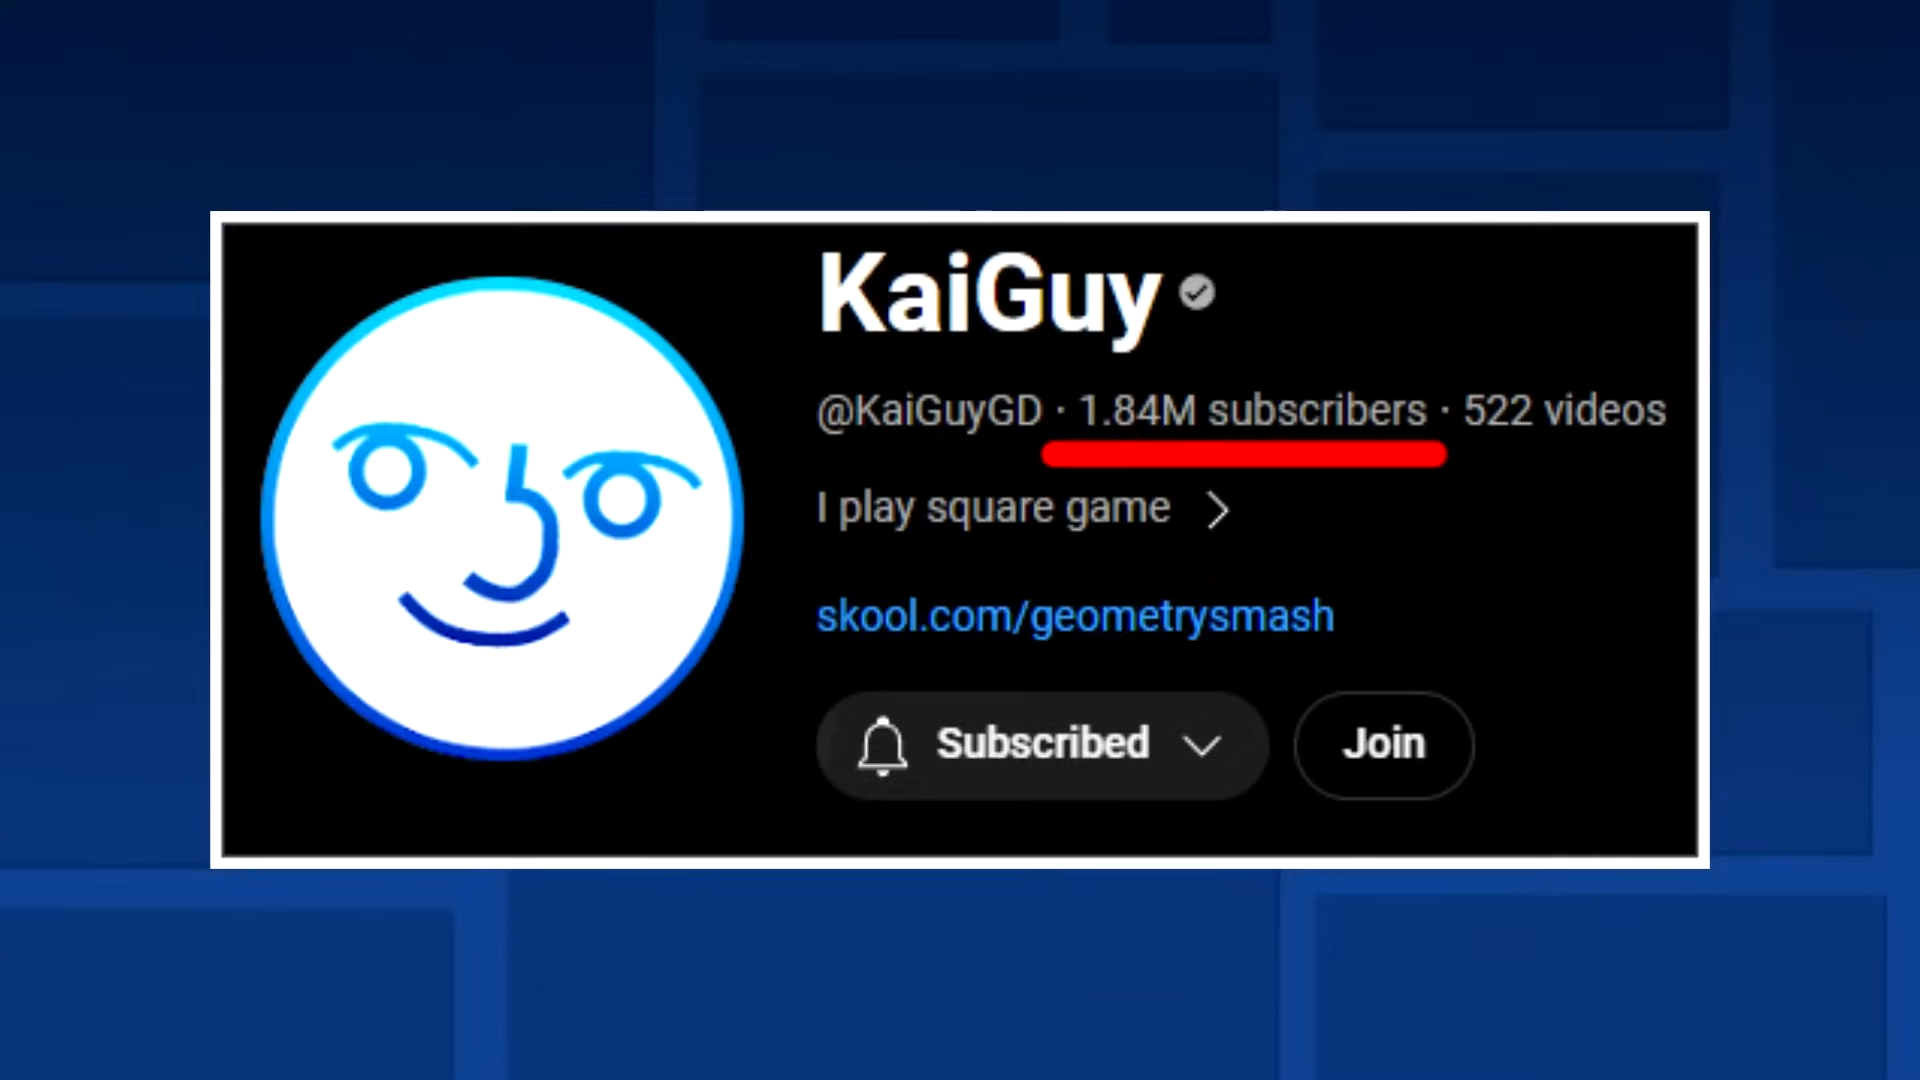 KaiGuy
@KaiGuyGD · 1.84M subscribers · 522 videos
I play square game
skool.com/geometrysmash
Subscribed
Join